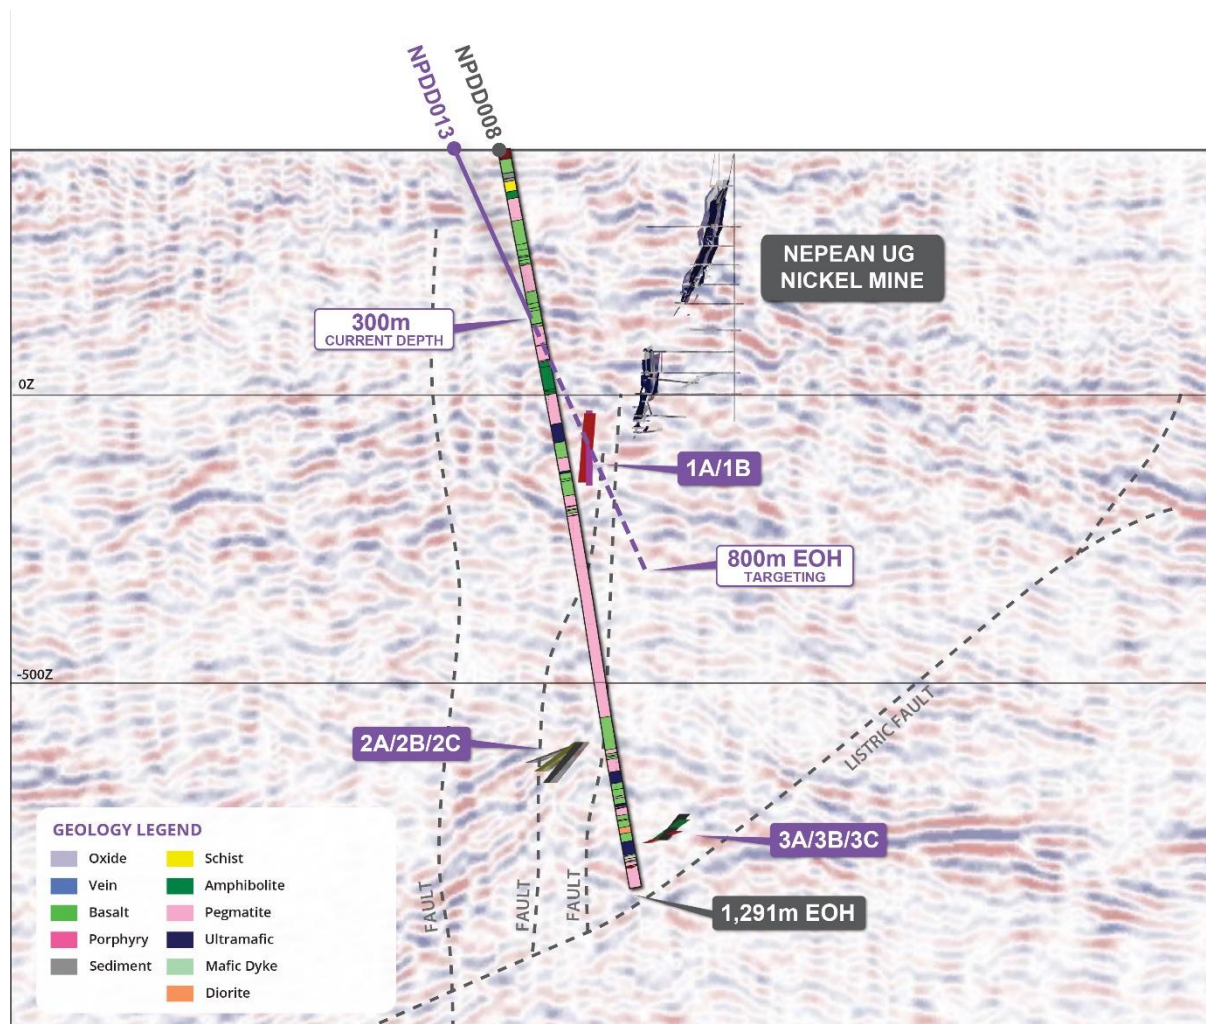 NPDD013
NPDD008
NEPEAN UG
NICKEL MINE
300m
CURRENT DEPTH
0Z
1A/1B
800m EOH
TARGETING
-500Z
LISTRIC FAULT
2A/2B/2C
3A/3B/3C
FAULT
FAULT
FAULT
1,291m EOH
GEOLOGY LEGEND
Oxide
Vein
Basalt
Porphyry
Sediment
Schist
Amphibolite
Pegmatite
Ultramafic
Mafic Dyke
Diorite